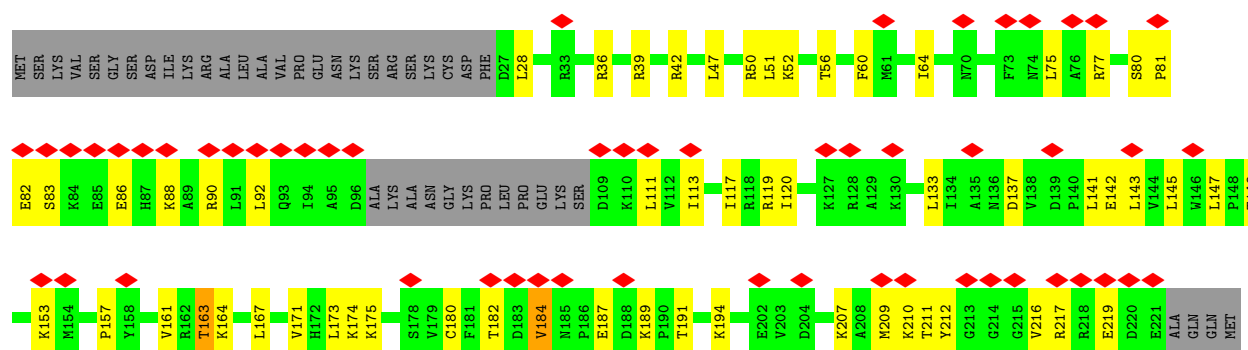 MET SER LYS VAL SER GLY SER ASP ILE LYS ARG ALA LEU ALA VAL PRO GLU ASN LYS SER ARG SER LYS CYS ASP PHE D27 L28 R33 R36 R39 R42 L47 R50 L51 K52 T56 F60 M61 I64 N70 F73 N74 L75 A76 R77 S80 P81
E82 S83 K84 E85 E86 H87 K88 A89 R90 L91 L92 Q93 I94 A95 D96 ALA LYS ALA ASN GLY LYS PRO LEU PRO GLU LYS SER D109 K110 L111 V112 I113 I117 R118 R119 I120 K127 R128 A129 K130 L133 I134 A135 N136 D137 V138 D139 P140 L141 E142 L143 V144 L145 W146 L147 P148
K153 M154 P157 Y158 V161 R162 T163 K164 L167 V171 H172 L173 K174 K175 S178 V179 C180 F181 T182 D183 V184 N185 P186 E187 D188 K189 P190 T191 K194 E202 V203 D204 K207 A208 M209 K210 T211 Y212 G213 G214 G215 V216 R217 R218 E219 D220 E221 ALA GLN GLN MET